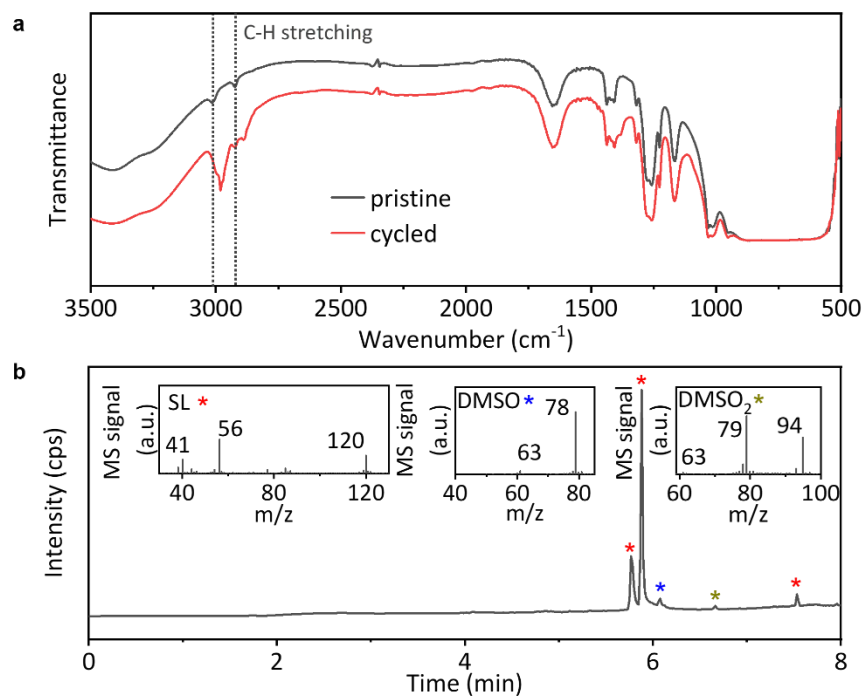 a
C-H stretching
Transmittance
pristine
cycled
3500 3000 2500 2000 1500 1000 500
Wavenumber (cm⁻¹)
b
Intensity (cps)
MS signal
(a.u.)
SL *
41 56 120
40 80 120
m/z
MS signal
(a.u.)
DMSO *
63 78
40 60 80
m/z
MS signal
(a.u.)
DMSO₂ *
63 79 94
60 80 100
m/z
* * * * *
0 2 4 6 8
Time (min)